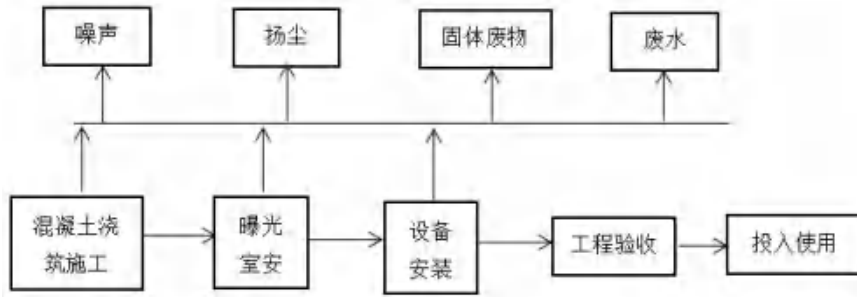 噪声
扬尘
固体废物
废水
混凝土浇
筑施工
曝光
室安
设备
安装
工程验收
投入使用